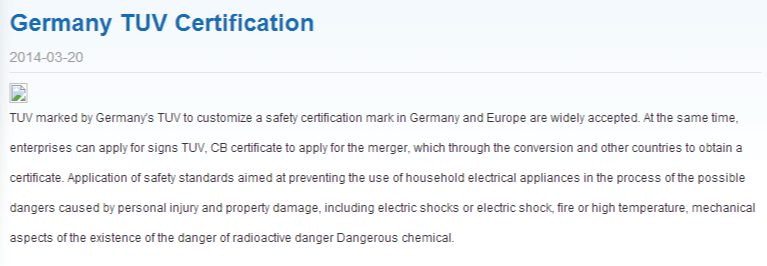 Germany TUV Certification
2014-03-20
TUV marked by Germany's TUV to customize a safety certification mark in Germany and Europe are widely accepted. At the same time,
enterprises can apply for signs TUV, CB certificate to apply for the merger, which through the conversion and other countries to obtain a
certificate. Application of safety standards aimed at preventing the use of household electrical appliances in the process of the possible
dangers caused by personal injury and property damage, including electric shocks or electric shock, fire or high temperature, mechanical
aspects of the existence of the danger of radioactive danger Dangerous chemical.